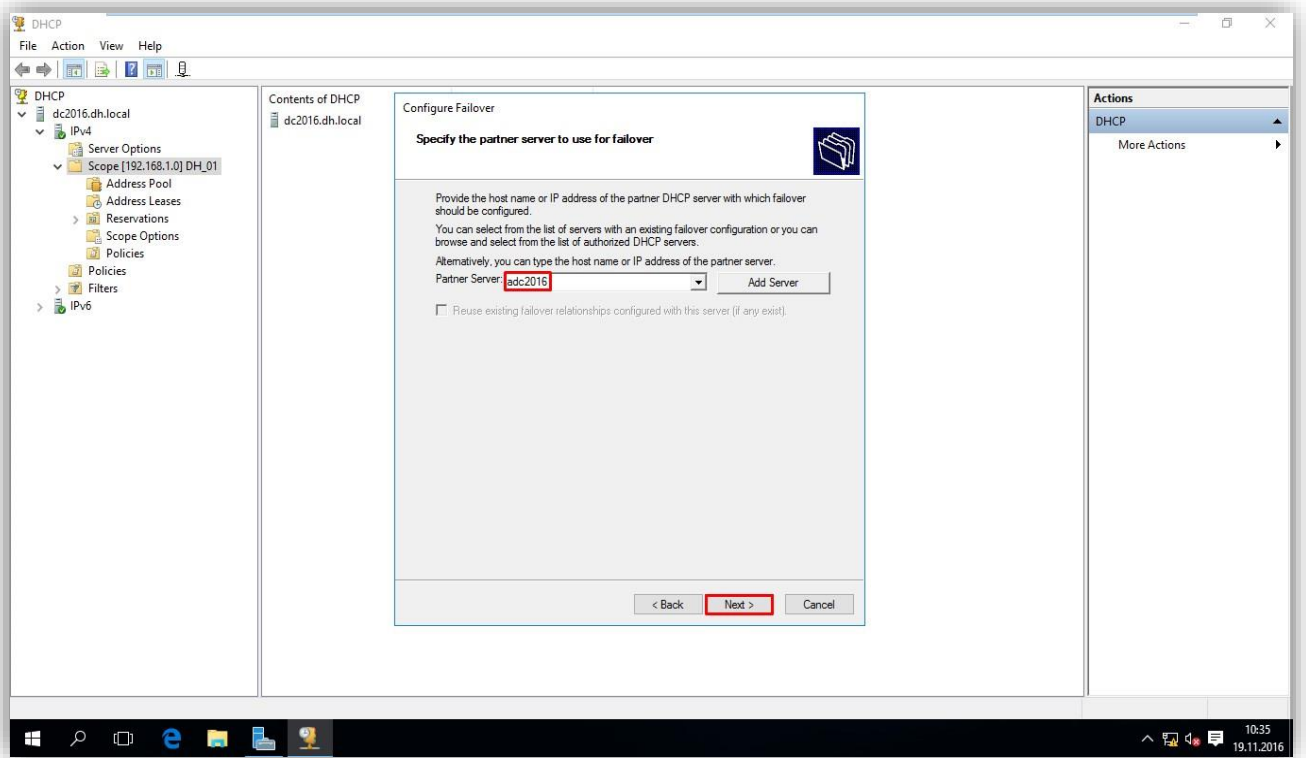 DHCP
File Action View Help
DHCP
dc2016.dh.local
IPv4
Server Options
Scope [192.168.1.0] DH_01
Address Pool
Address Leases
Reservations
Scope Options
Policies
Policies
Filters
IPv6
Contents of DHCP
dc2016.dh.local
Configure Failover
Specify the partner server to use for failover
Provide the host name or IP address of the partner DHCP server with which failover
should be configured.
You can select from the list of servers with an existing failover configuration or you can
browse and select from the list of authorized DHCP servers.
Alternatively, you can type the host name or IP address of the partner server.
Partner Server: adc2016 Add Server
Reuse existing failover relationships configured with this server (if any exist).
< Back Next > Cancel
Actions
DHCP
More Actions
10:35
19.11.2016